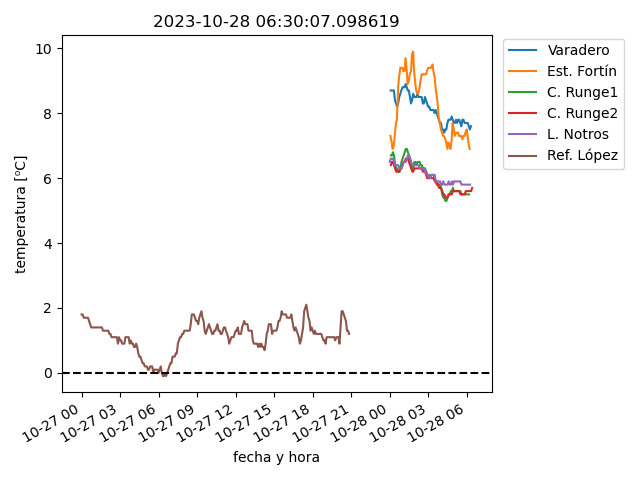 2023-10-28 06:30:07.098619
10
8
6
4
2
0
temperatura [ºC]
10-27 00
10-27 03
10-27 06
10-27 09
10-27 12
10-27 15
10-27 18
10-27 21
10-28 00
10-28 03
10-28 06
fecha y hora
Varadero
Est. Fortín
C. Runge1
C. Runge2
L. Notros
Ref. López